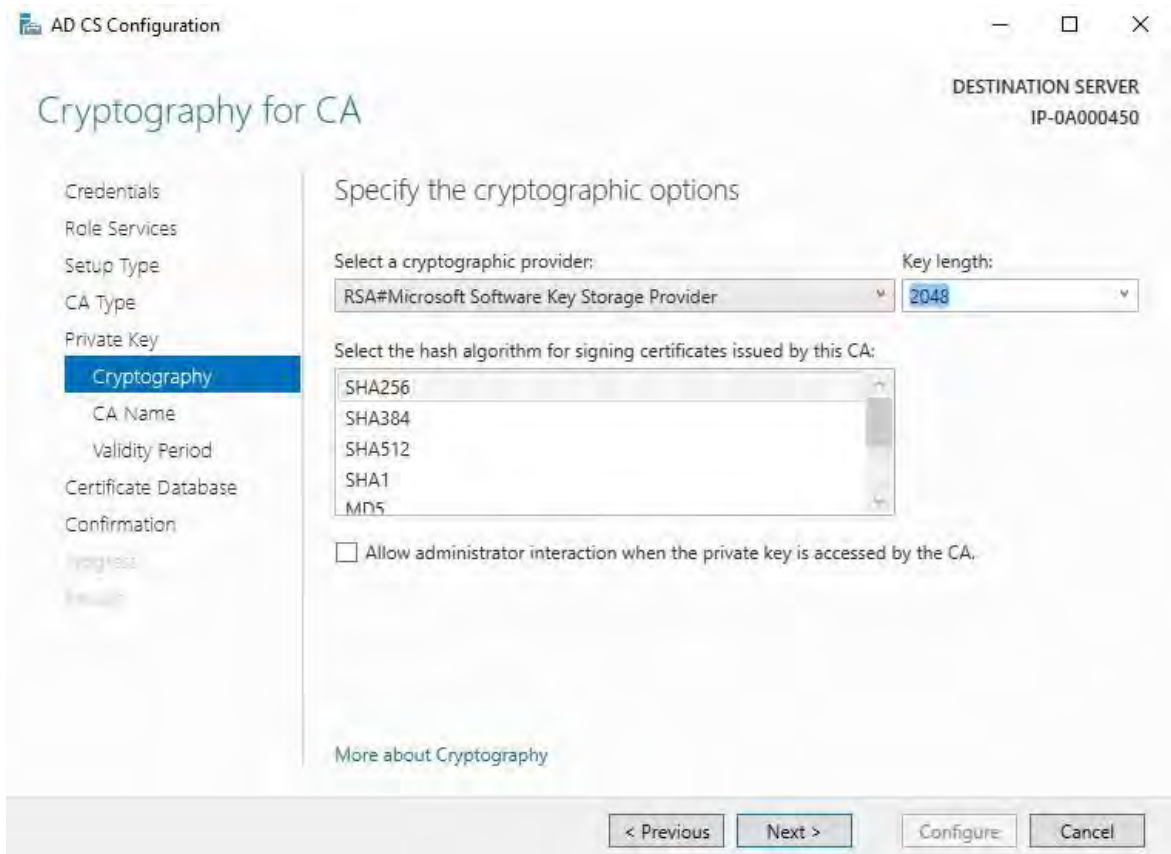 AD CS Configuration
Cryptography for CA
DESTINATION SERVER
IP-0A000450
Credentials
Role Services
Setup Type
CA Type
Private Key
Cryptography
CA Name
Validity Period
Certificate Database
Confirmation
Progress
Results
Specify the cryptographic options
Select a cryptographic provider:
Key length:
RSA#Microsoft Software Key Storage Provider
2048
Select the hash algorithm for signing certificates issued by this CA:
SHA256
SHA384
SHA512
SHA1
MD5
Allow administrator interaction when the private key is accessed by the CA.
More about Cryptography
< Previous
Next >
Configure
Cancel